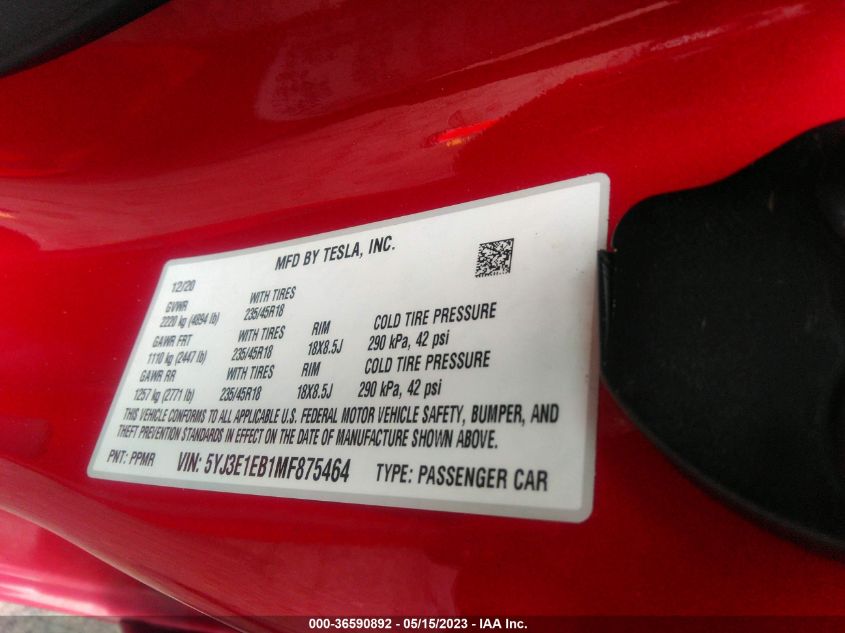 MFD BY TESLA, INC.
12/20
GVWR WITH TIRES
2220 kg (4894 lb) 235/45R18
GAWR FRT WITH TIRES RIM COLD TIRE PRESSURE
1110 kg (2447 lb) 235/45R18 18X8.5J 290 kPa, 42 psi
GAWR RR WITH TIRES RIM COLD TIRE PRESSURE
1257 kg (2771 lb) 235/45R18 18X8.5J 290 kPa, 42 psi
THIS VEHICLE CONFORMS TO ALL APPLICABLE U.S. FEDERAL MOTOR VEHICLE SAFETY, BUMPER, AND
THEFT PREVENTION STANDARDS IN EFFECT ON THE DATE OF MANUFACTURE SHOWN ABOVE.
PNT: PPMR VIN: 5YJ3E1EB1MF875464 TYPE: PASSENGER CAR
000-36590892 - 05/15/2023 - IAA Inc.